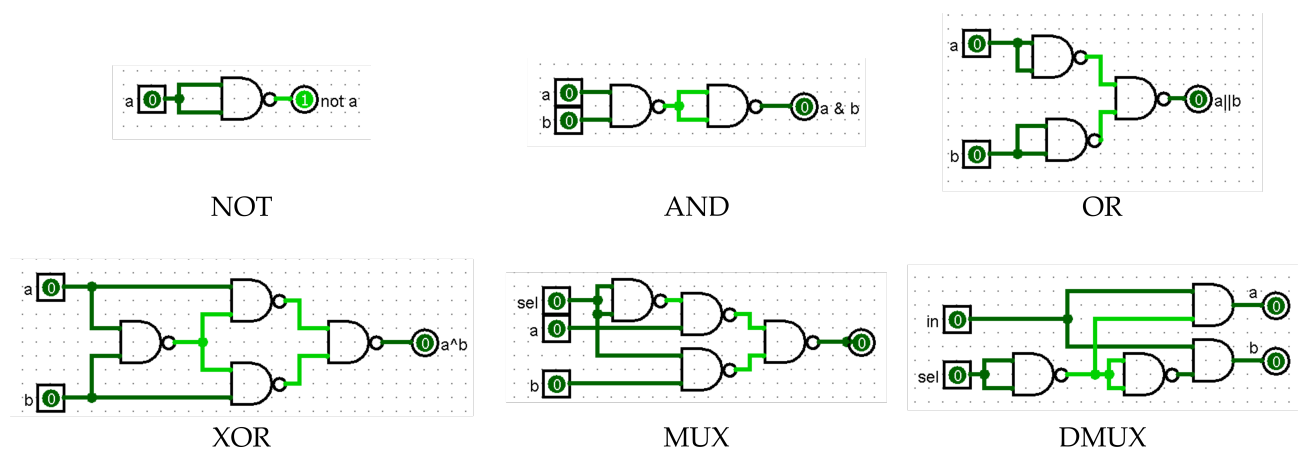 a 0 1 not a
a 0
b 0
0 a & b
a 0
b 0
0 a||b
NOT
AND
OR
a 0
b 0
0 a^b
sel 0
a 0
b 0
0
in 0
sel 0
a 0
b 0
XOR
MUX
DMUX